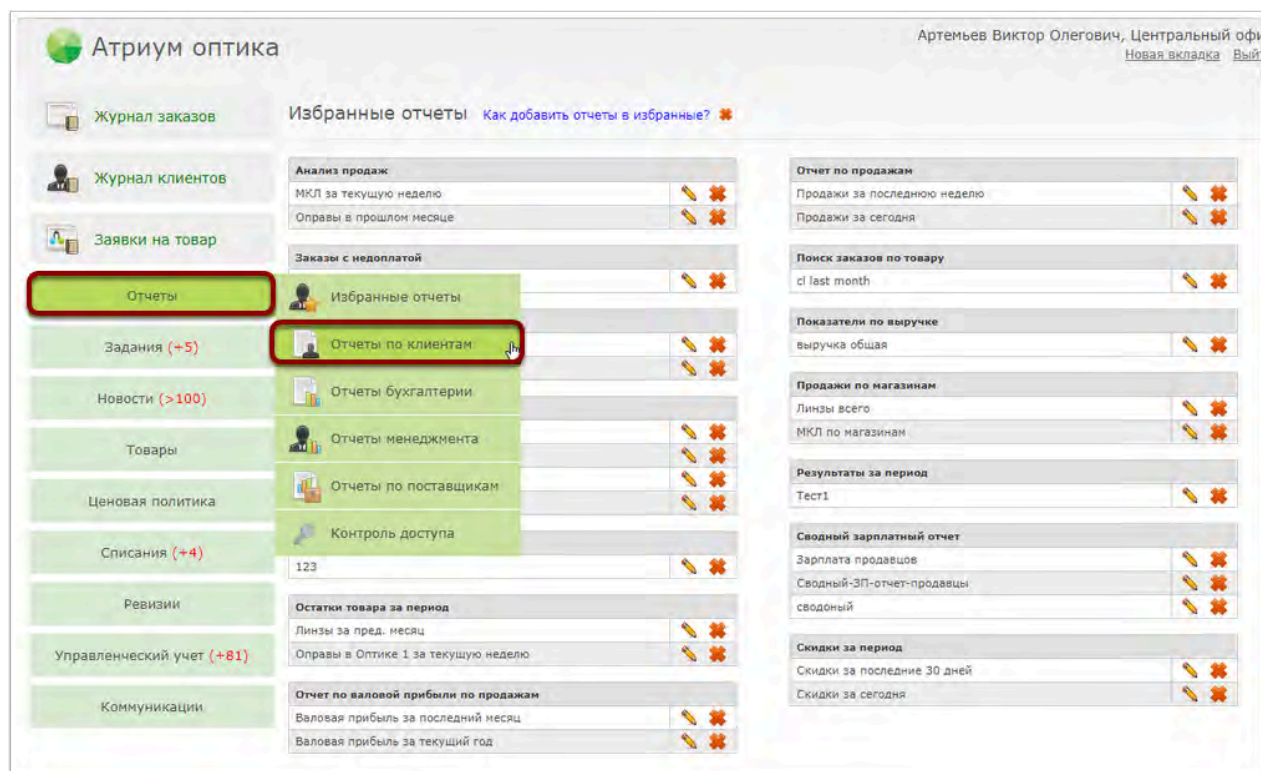 Атриум оптика
Артемьев Виктор Олегович, Центральный офи
Новая вкладка Вый
Журнал заказов
Журнал клиентов
Заявки на товар
Отчеты
Задания (+5)
Новости (>100)
Товары
Ценовая политика
Списания (+4)
Ревизии
Управленческий учет (+81)
Коммуникации
Избранные отчеты
Отчеты по клиентам
Отчеты бухгалтерии
Отчеты менеджмента
Отчеты по поставщикам
Контроль доступа
Избранные отчеты Как добавить отчеты в избранные?
Анализ продаж
МКЛ за текущую неделю
Оправы в прошлом месяце
Заказы с недоплатой
123
Остатки товара за период
Линзы за пред. месяц
Оправы в Оптике 1 за текущую неделю
Отчет по валовой прибыли по продажам
Валовая прибыль за последний месяц
Валовая прибыль за текущий год
Отчет по продажам
Продажи за последнюю неделю
Продажи за сегодня
Поиск заказов по товару
cl last month
Показатели по выручке
выручка общая
Продажи по магазинам
Линзы всего
МКЛ по магазинам
Результаты за период
Тест1
Сводный зарплатный отчет
Зарплата продавцов
Сводный-ЗП-отчет-продавцы
сводоный
Скидки за период
Скидки за последние 30 дней
Скидки за сегодня